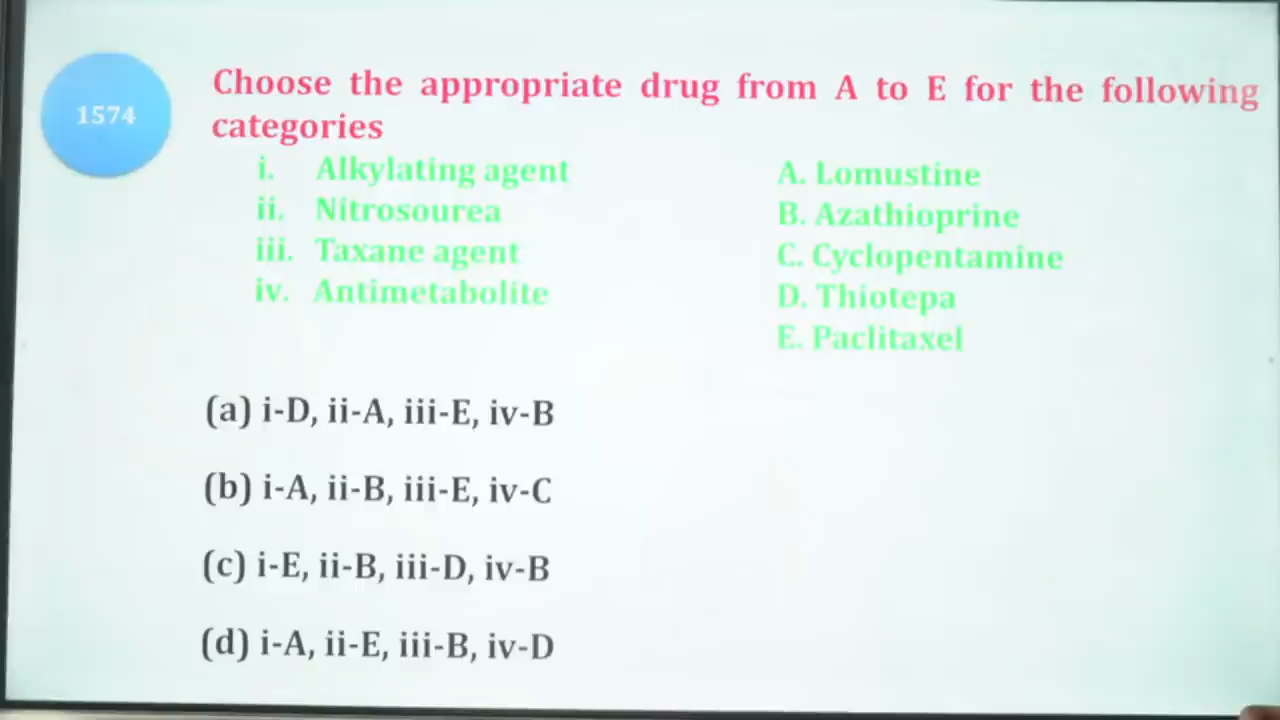 1574
Choose the appropriate drug from A to E for the following
categories
i. Alkylating agent
ii. Nitrosourea
iii. Taxane agent
iv. Antimetabolite
A. Lomustine
B. Azathioprine
C. Cyclopentamine
D. Thiotepa
E. Paclitaxel
(a) i-D, ii-A, iii-E, iv-B
(b) i-A, ii-B, iii-E, iv-C
(c) i-E, ii-B, iii-D, iv-B
(d) i-A, ii-E, iii-B, iv-D